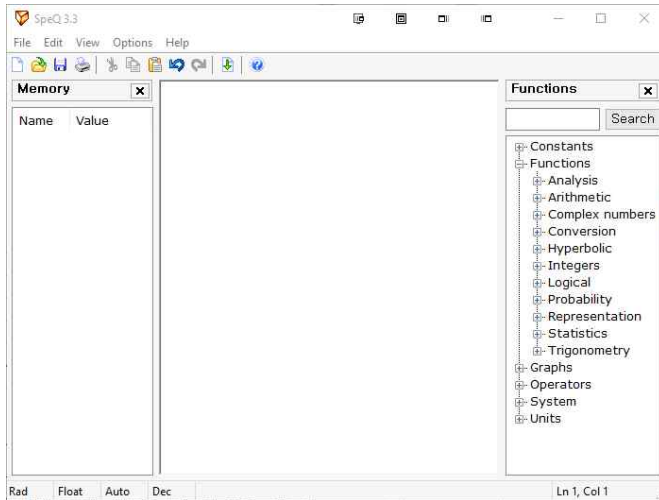 SpeQ 3.3
File Edit View Options Help
Memory
Name Value
Functions
Search
Constants
Functions
Analysis
Arithmetic
Complex numbers
Conversion
Hyperbolic
Integers
Logical
Probability
Representation
Statistics
Trigonometry
Graphs
Operators
System
Units
Rad Float Auto Dec Ln 1, Col 1